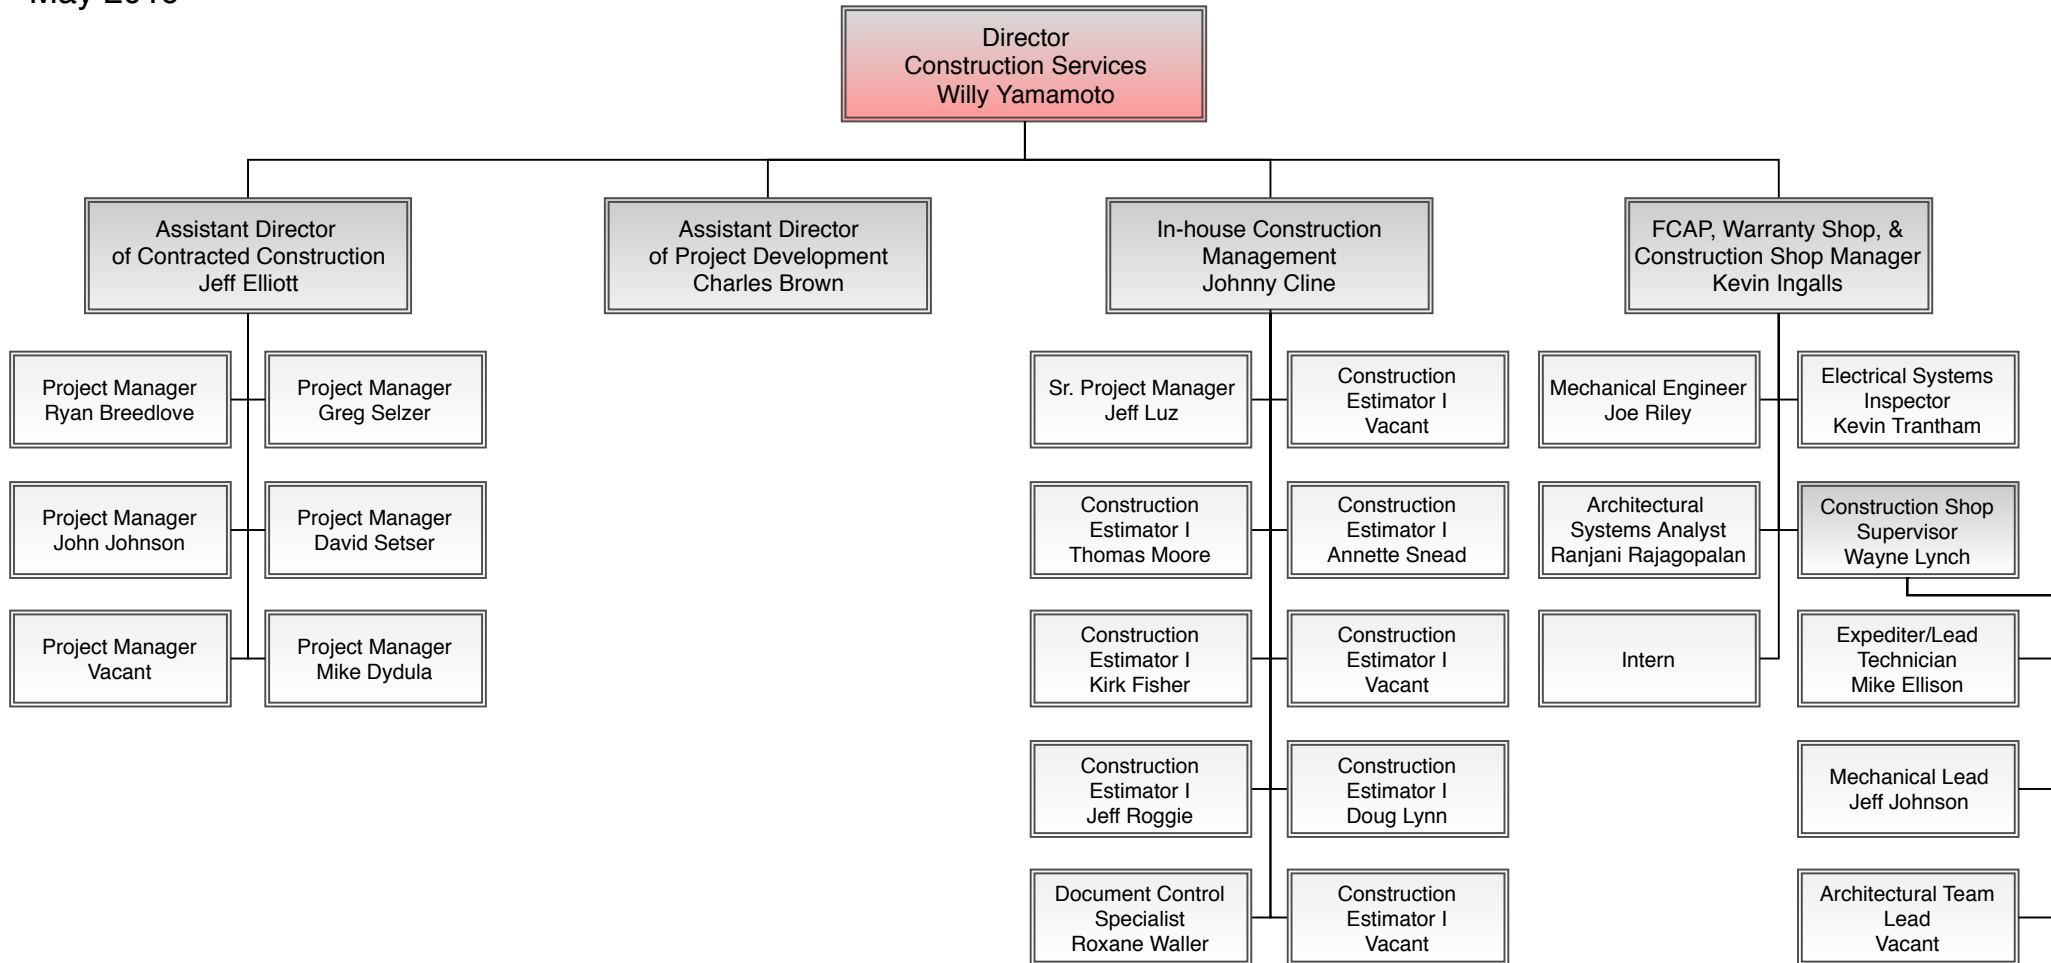 Director
Construction Services
Willy Yamamoto
Assistant Director
of Contracted Construction
Jeff Elliott
Assistant Director
of Project Development
Charles Brown
In-house Construction
Management
Johnny Cline
FCAP, Warranty Shop, &
Construction Shop Manager
Kevin Ingalls
Project Manager
Ryan Breedlove
Project Manager
Greg Selzer
Sr. Project Manager
Jeff Luz
Construction
Estimator I
Vacant
Mechanical Engineer
Joe Riley
Electrical Systems
Inspector
Kevin Trantham
Project Manager
John Johnson
Project Manager
David Setser
Construction
Estimator I
Thomas Moore
Construction
Estimator I
Annette Snead
Architectural
Systems Analyst
Ranjani Rajagopalan
Construction Shop
Supervisor
Wayne Lynch
Project Manager
Vacant
Project Manager
Mike Dydula
Construction
Estimator I
Kirk Fisher
Construction
Estimator I
Vacant
Intern
Expediter/Lead
Technician
Mike Ellison
Construction
Estimator I
Jeff Roggie
Construction
Estimator I
Doug Lynn
Mechanical Lead
Jeff Johnson
Document Control
Specialist
Roxane Waller
Construction
Estimator I
Vacant
Architectural Team
Lead
Vacant